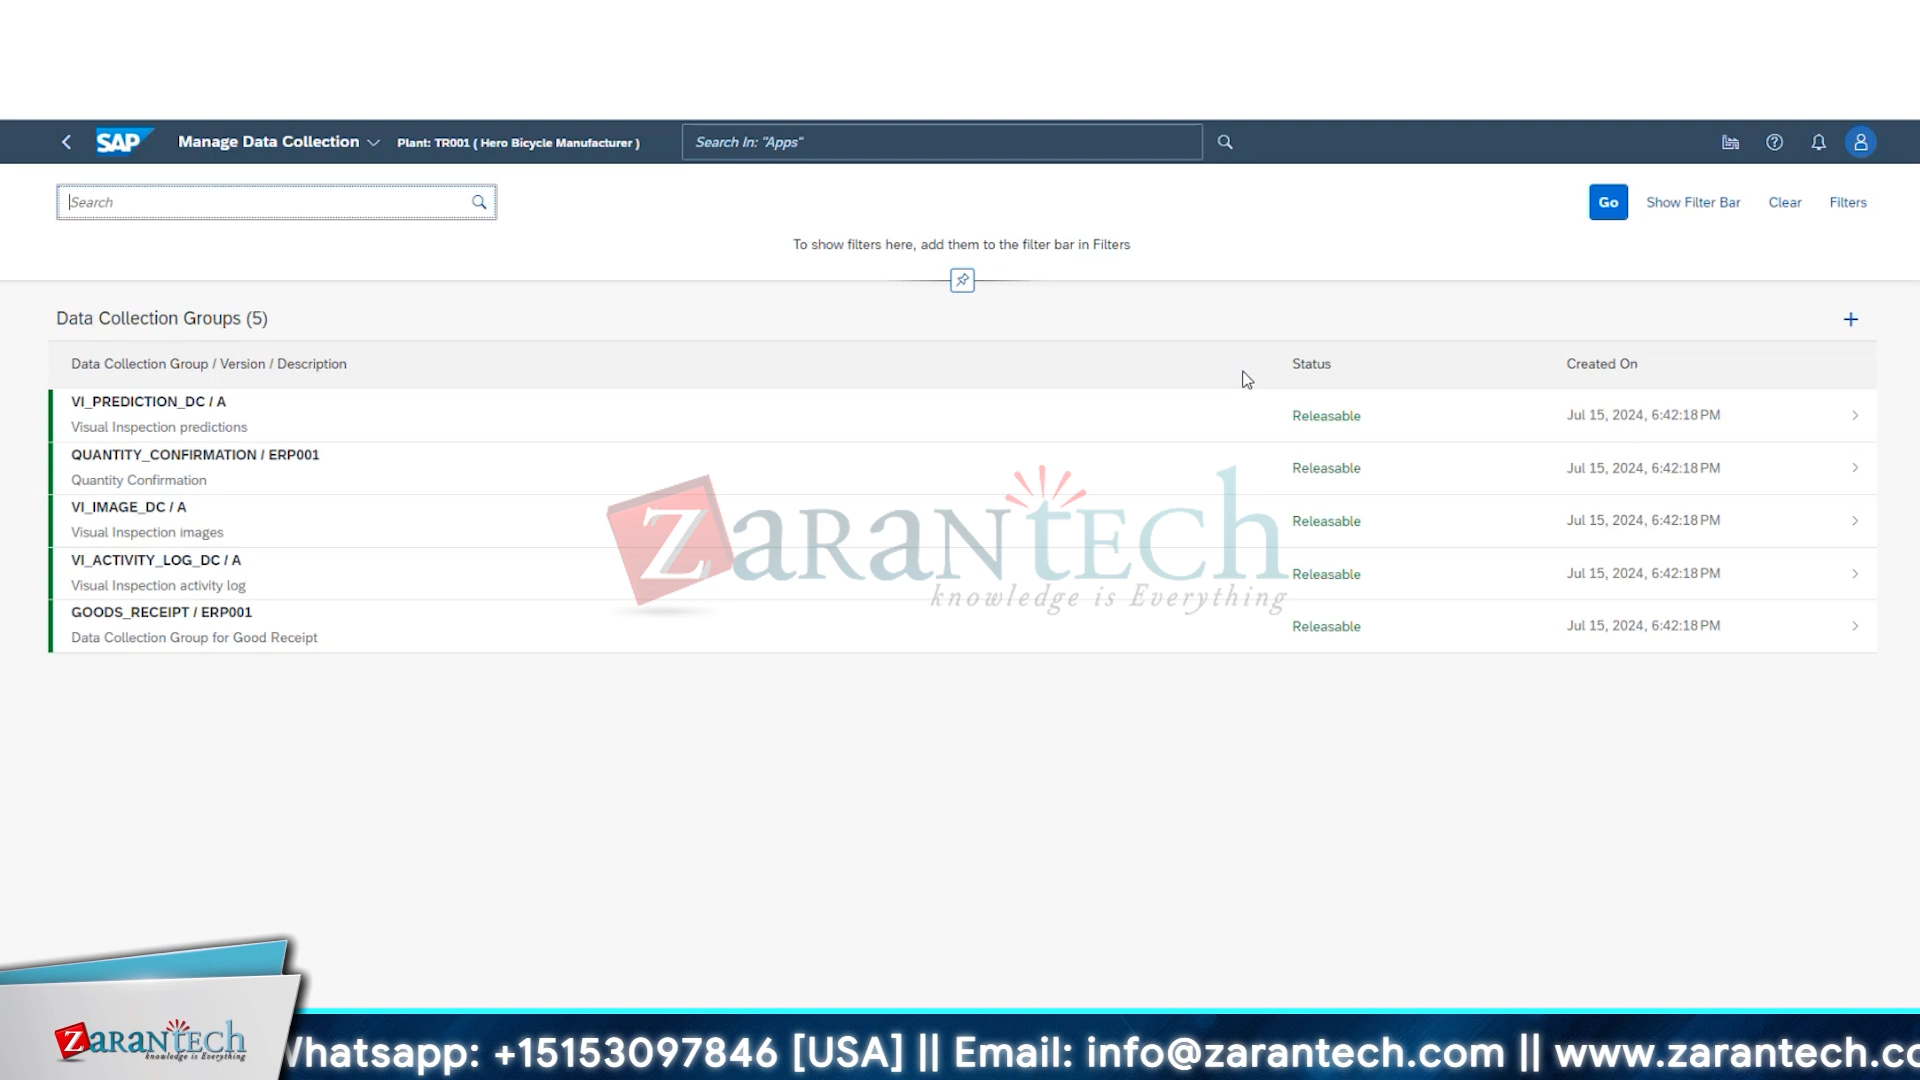 SAP Manage Data Collection Plant: TR001 ( Hero Bicycle Manufacturer ) Search In: "Apps"
Search Go Show Filter Bar Clear Filters
To show filters here, add them to the filter bar in Filters
Data Collection Groups (5)
Data Collection Group / Version / Description Status Created On
VI_PREDICTION_DC / A
Visual Inspection predictions
Releasable Jul 15, 2024, 6:42:18 PM
QUANTITY_CONFIRMATION / ERP001
Quantity Confirmation
Releasable Jul 15, 2024, 6:42:18 PM
VI_IMAGE_DC / A
Visual Inspection images
Releasable Jul 15, 2024, 6:42:18 PM
VI_ACTIVITY_LOG_DC / A
Visual Inspection activity log
Releasable Jul 15, 2024, 6:42:18 PM
GOODS_RECEIPT / ERP001
Data Collection Group for Good Receipt
Releasable Jul 15, 2024, 6:42:18 PM
ZaranTech
knowledge is Everything
ZaranTech
knowledge is Everything
Whatsapp: +15153097846 [USA] || Email: info@zarantech.com || www.zarantech.co